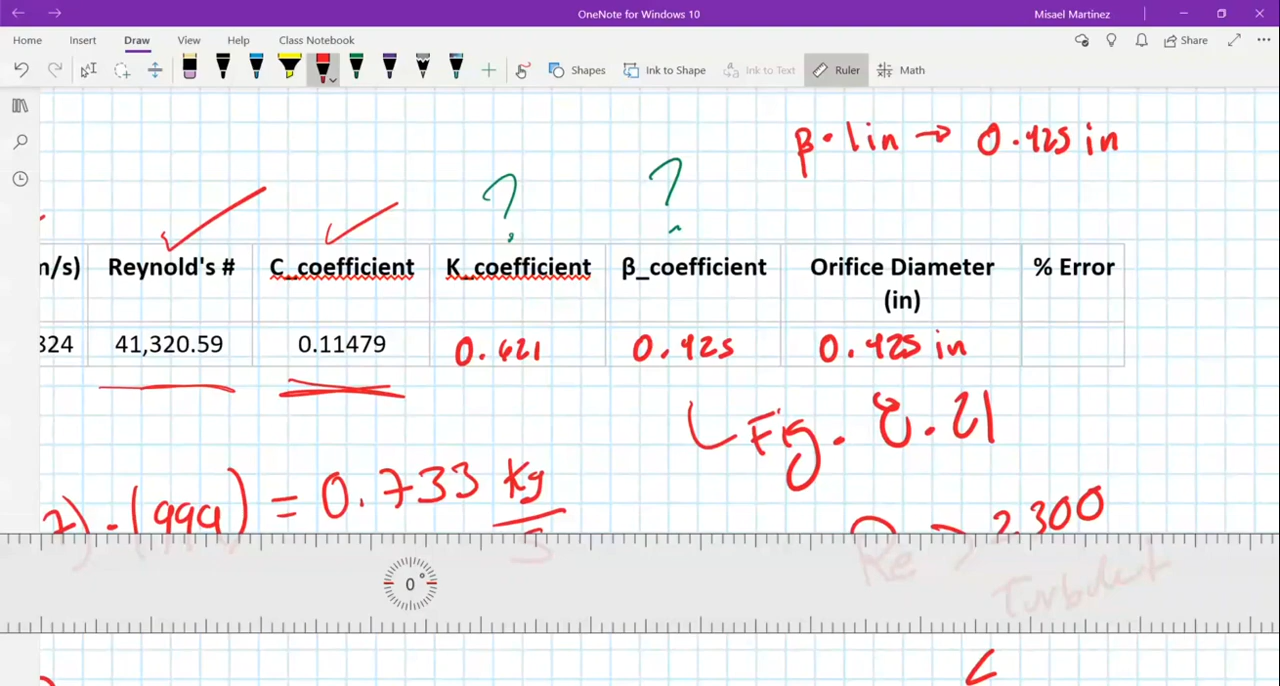 OneNote for Windows 10
Misael Martinez
Home Insert Draw View Help Class Notebook
Share
Shapes Ink to Shape Ink to Text Ruler Math
β · 1in → 0.425 in
? ?
n/s) Reynold's # C_coefficient K_coefficient β_coefficient Orifice Diameter (in) % Error
324 41,320.59 0.11479 0.621 0.425 0.425 in
Fig. 8.21
) · (999) = 0.733 kg
Re > 2,300
Turbulent
0°